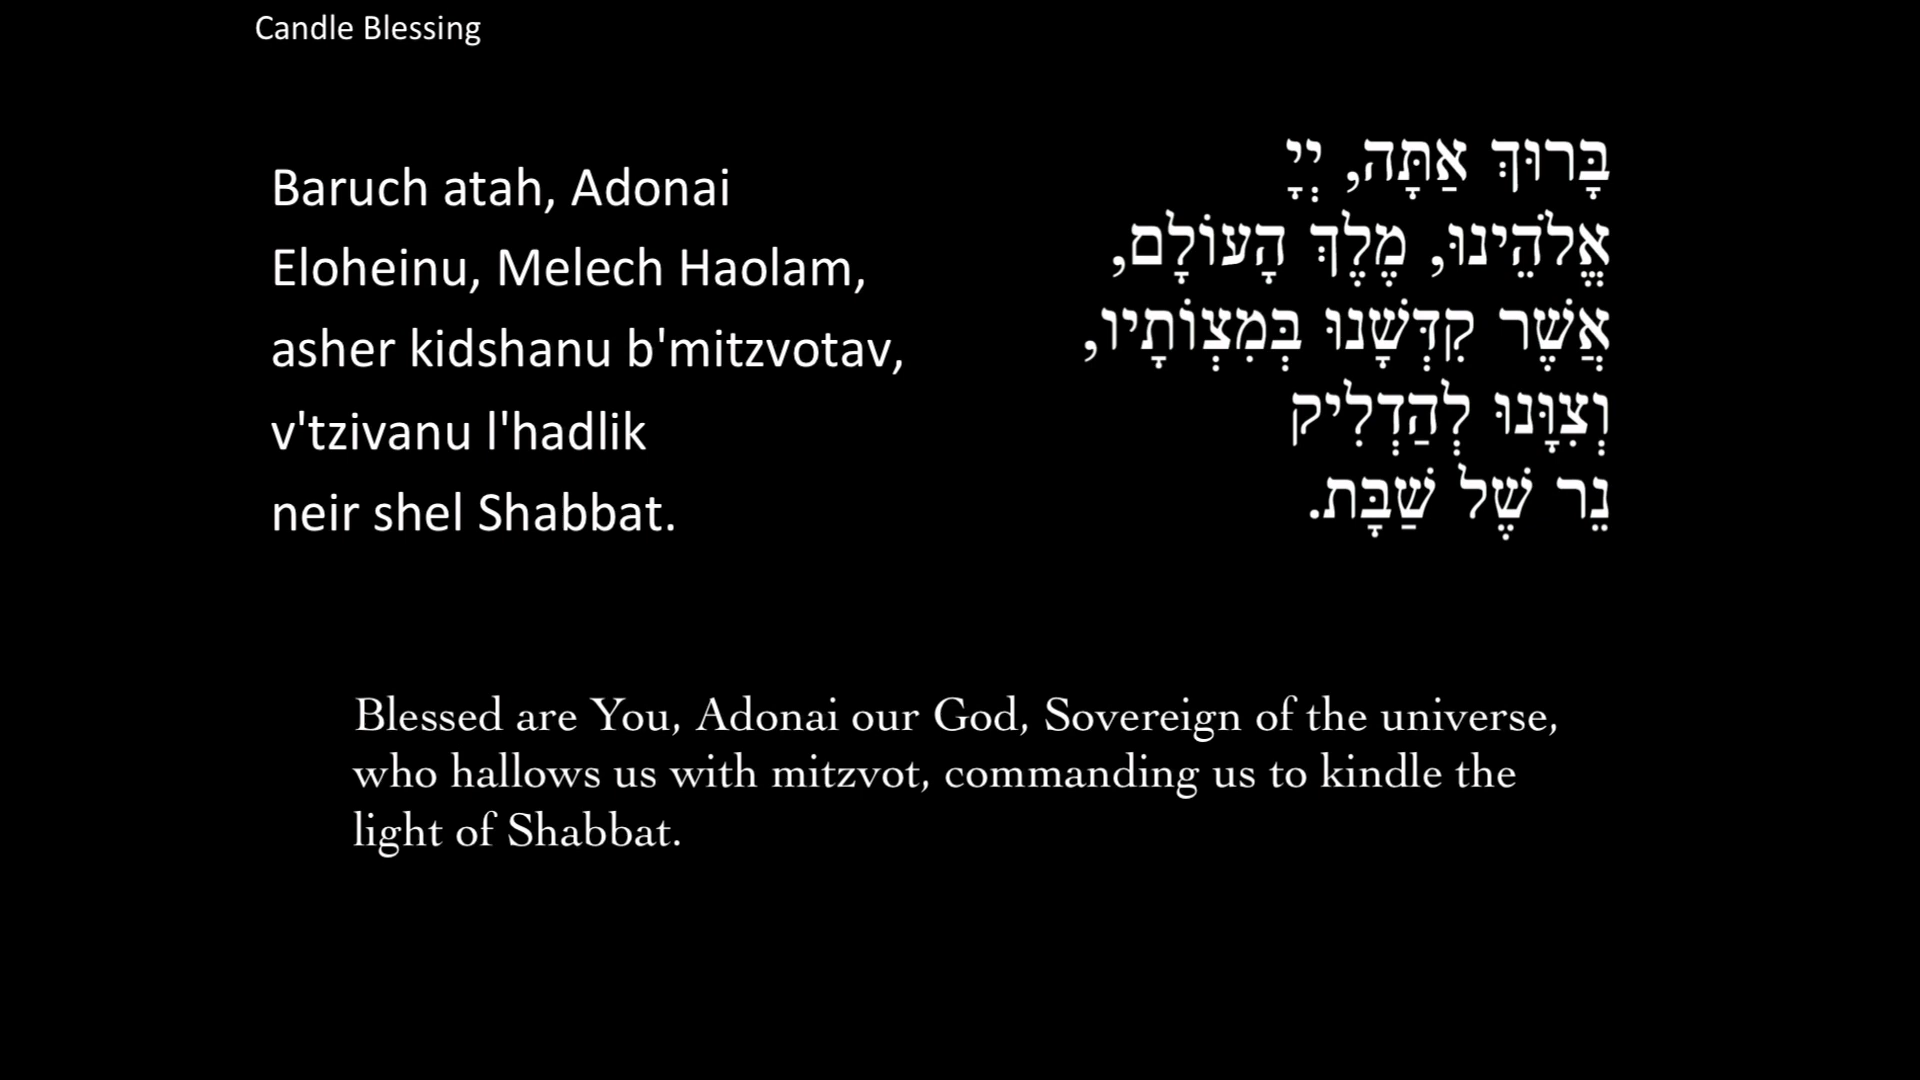 Candle Blessing
Baruch atah, Adonai
Eloheinu, Melech Haolam,
asher kidshanu b'mitzvotav,
v'tzivanu l'hadlik
neir shel Shabbat.
בָּרוּךְ אַתָּה, יְיָ
אֱלֹהֵינוּ, מֶלֶךְ הָעוֹלָם,
אֲשֶׁר קִדְּשָׁנוּ בְּמִצְוֹתָיו,
וְצִוָּנוּ לְהַדְלִיק
נֵר שֶׁל שַׁבָּת.
Blessed are You, Adonai our God, Sovereign of the universe,
who hallows us with mitzvot, commanding us to kindle the
light of Shabbat.